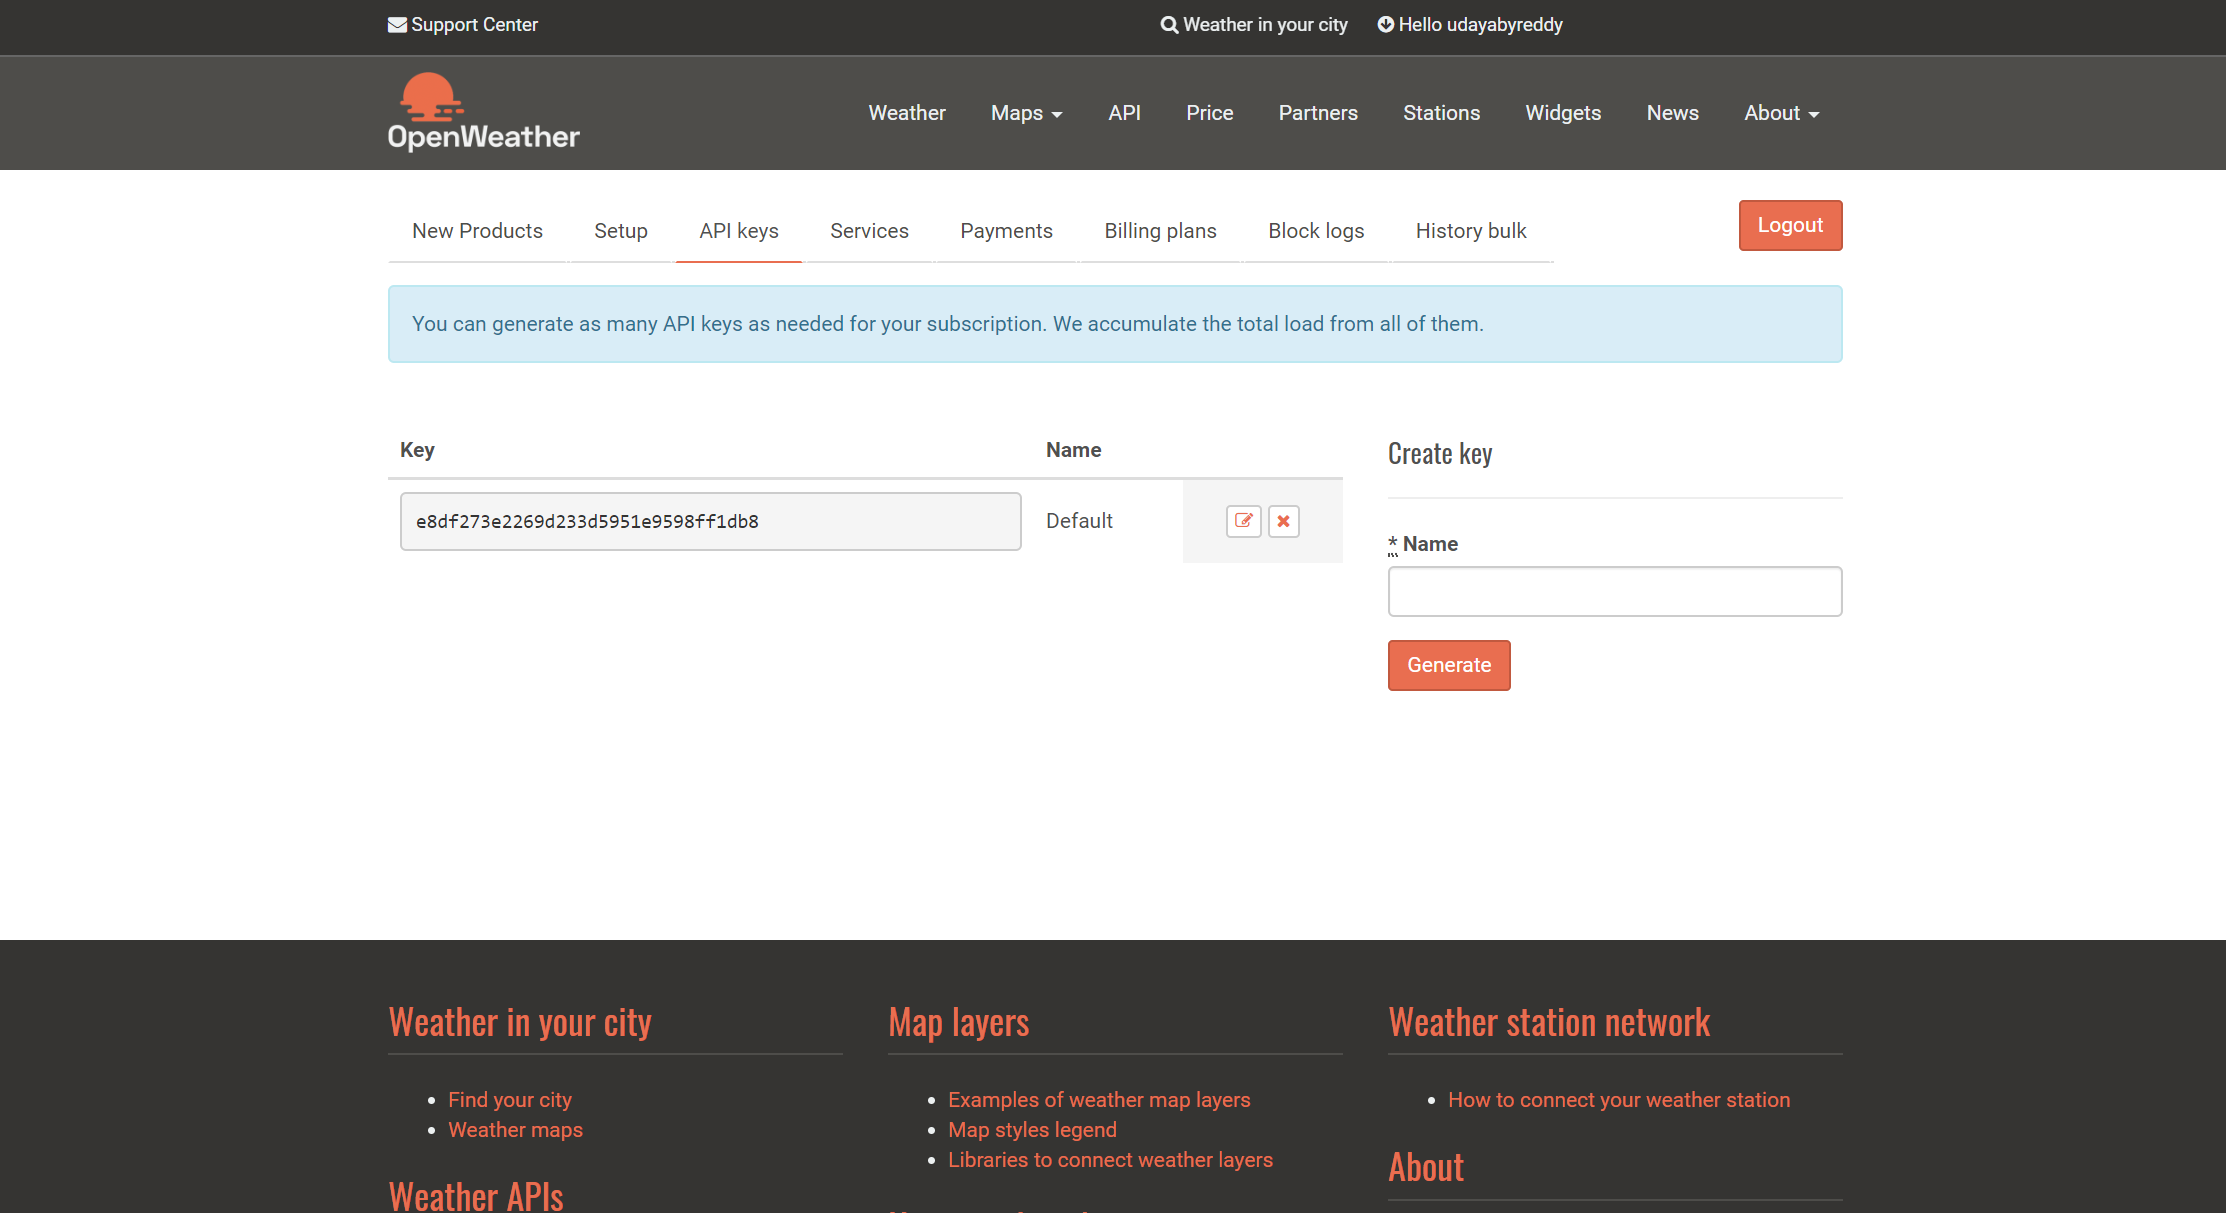 Support Center
Weather in your city
Hello udayabyreddy
OpenWeather
Weather
Maps
API
Price
Partners
Stations
Widgets
News
About
New Products
Setup
API keys
Services
Payments
Billing plans
Block logs
History bulk
Logout
You can generate as many API keys as needed for your subscription. We accumulate the total load from all of them.
Key
Name
e8df273e2269d233d5951e9598ff1db8
Default
Create key
* Name
Generate
Weather in your city
Find your city
Weather maps
Weather APIs
Map layers
Examples of weather map layers
Map styles legend
Libraries to connect weather layers
Weather station network
How to connect your weather station
About